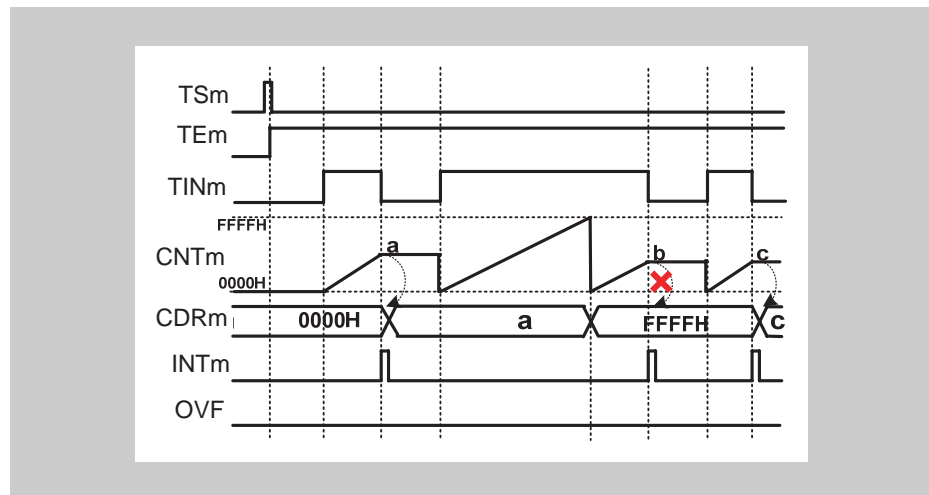 TSm
TEm
TINm
FFFFH
CNTm
a
b
c
0000H
CDRm
0000H
a
FFFFH
c
INTm
OVF